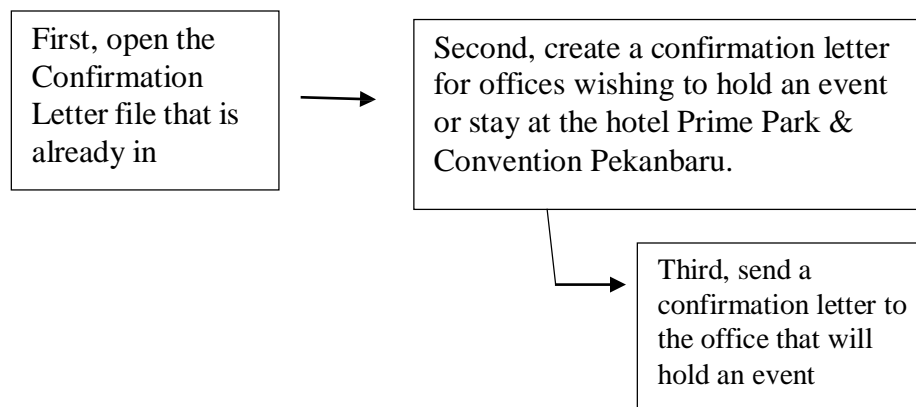 First, open the
Confirmation
Letter file that is
already in
Second, create a confirmation letter
for offices wishing to hold an event
or stay at the hotel Prime Park &
Convention Pekanbaru.
Third, send a
confirmation letter to
the office that will
hold an event